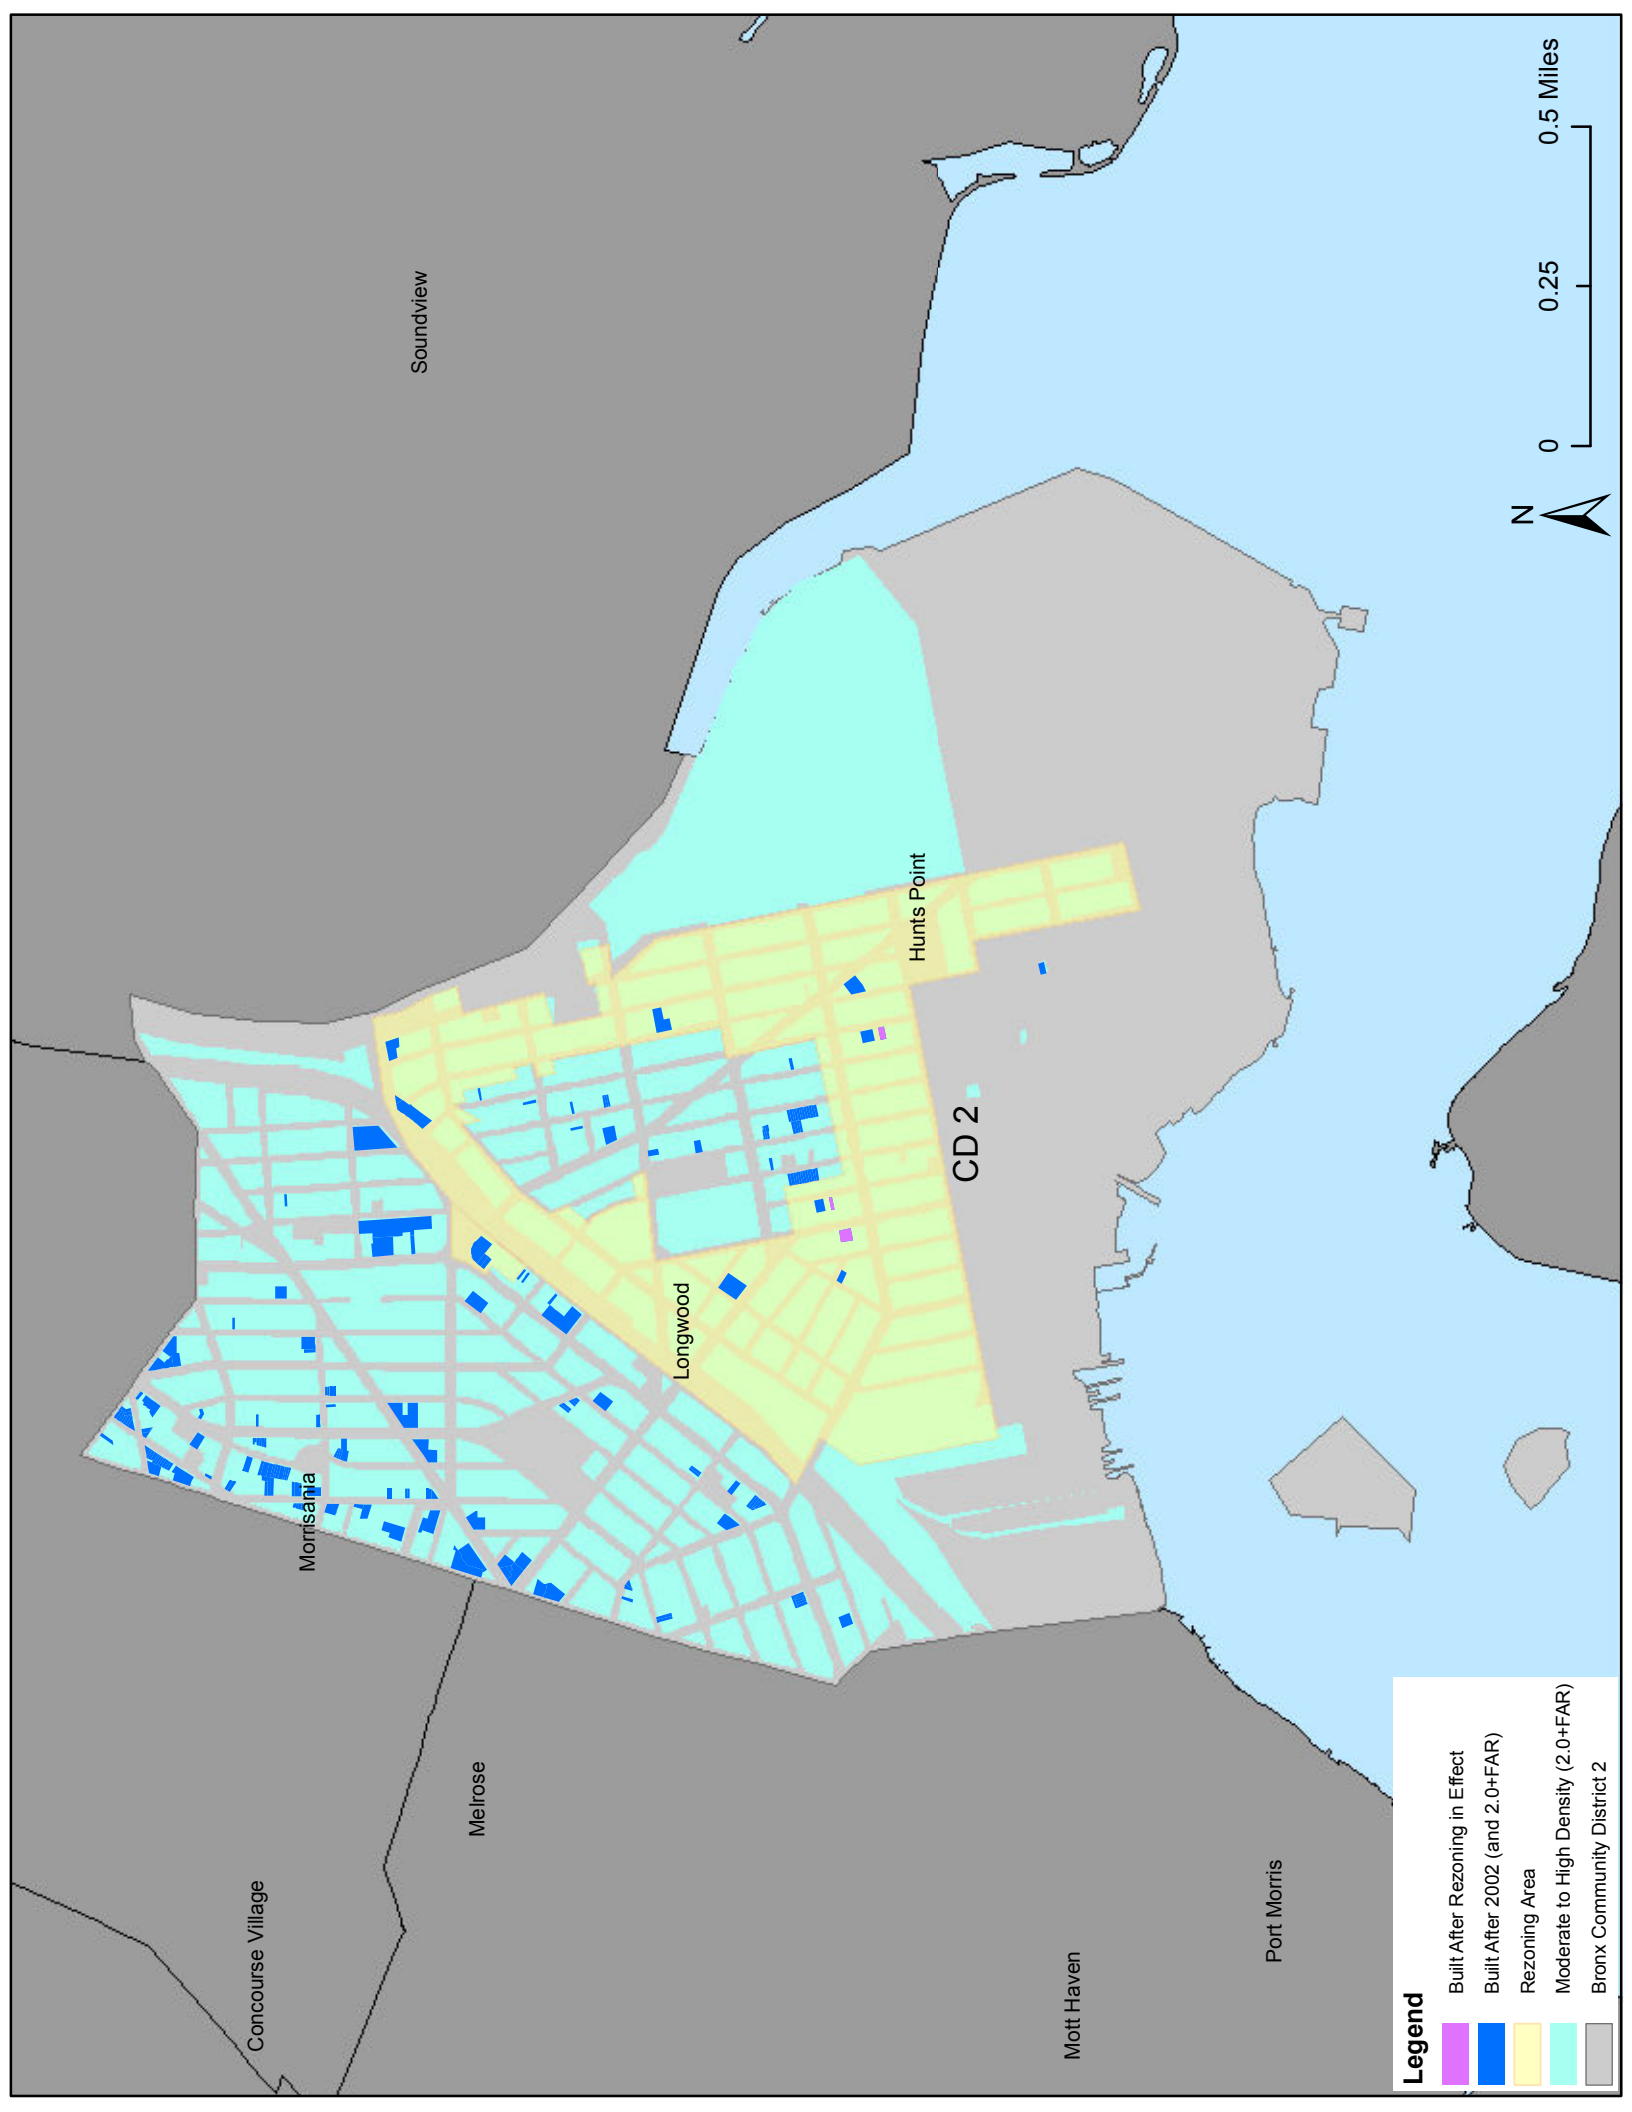 Concourse Village
Morrisania
Soundview
Melrose
Longwood
Hunts Point
CD 2
Mott Haven
Port Morris
N
0 0.25 0.5 Miles
Legend
Built After Rezoning in Effect
Built After 2002 (and 2.0+FAR)
Rezoning Area
Moderate to High Density (2.0+FAR)
Bronx Community District 2